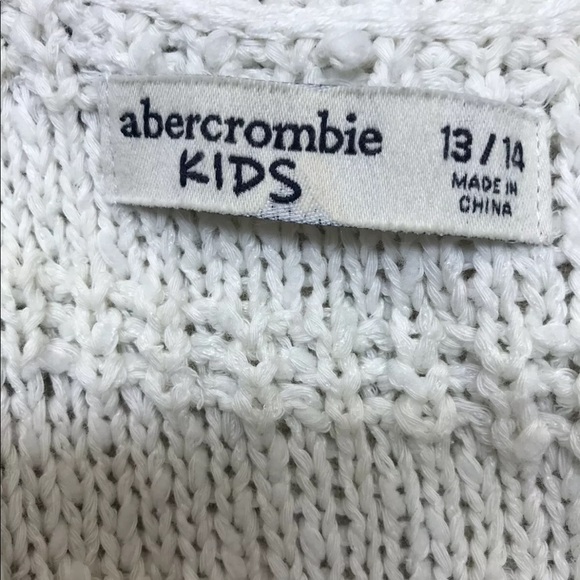 abercrombie
KIDS
13/14
MADE IN
CHINA